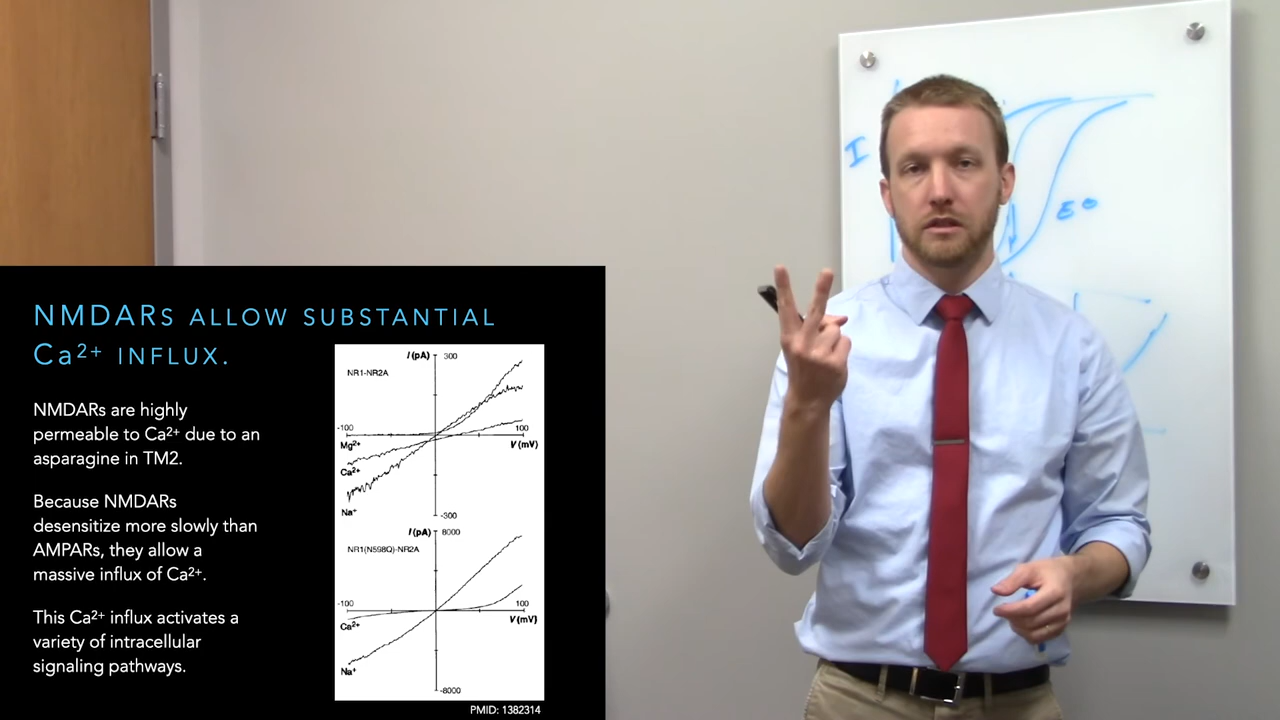 NMDARs ALLOW SUBSTANTIAL
Ca²⁺ INFLUX.
NMDARs are highly
permeable to Ca²⁺ due to an
asparagine in TM2.
Because NMDARs
desensitize more slowly than
AMPARs, they allow a
massive influx of Ca²⁺.
This Ca²⁺ influx activates a
variety of intracellular
signaling pathways.
I (pA) 300
NR1-NR2A
-100 100
Mg²⁺ V (mV)
Ca²⁺
Na⁺
-300
I (pA) 8000
NR1(N598Q)-NR2A
-100 100
Ca²⁺ V (mV)
Na⁺
-8000
PMID: 1382314
I